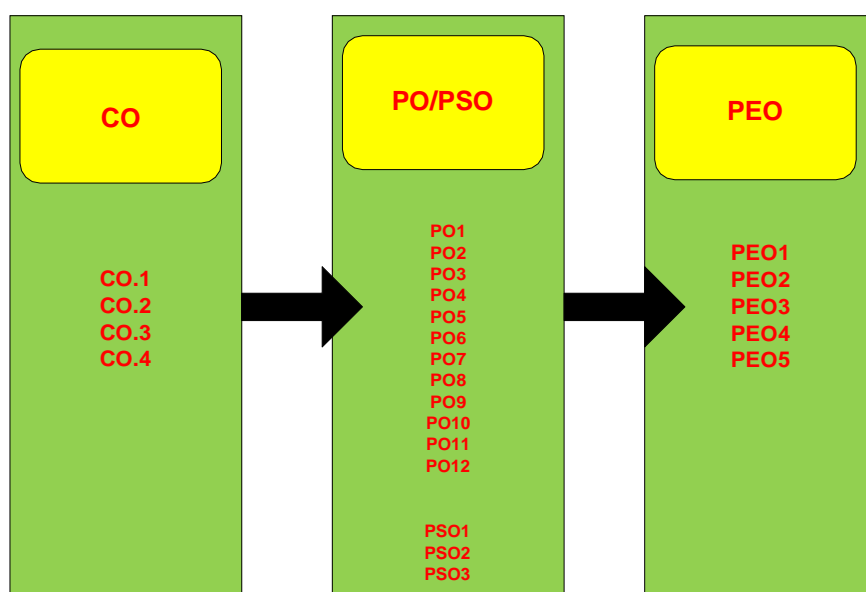 CO
CO.1
CO.2
CO.3
CO.4
PO/PSO
PO1
PO2
PO3
PO4
PO5
PO6
PO7
PO8
PO9
PO10
PO11
PO12
PSO1
PSO2
PSO3
PEO
PEO1
PEO2
PEO3
PEO4
PEO5